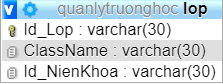 v quanlytruonghoc lop
Id_Lop : varchar(30)
ClassName : varchar(30)
Id_NienKhoa : varchar(30)